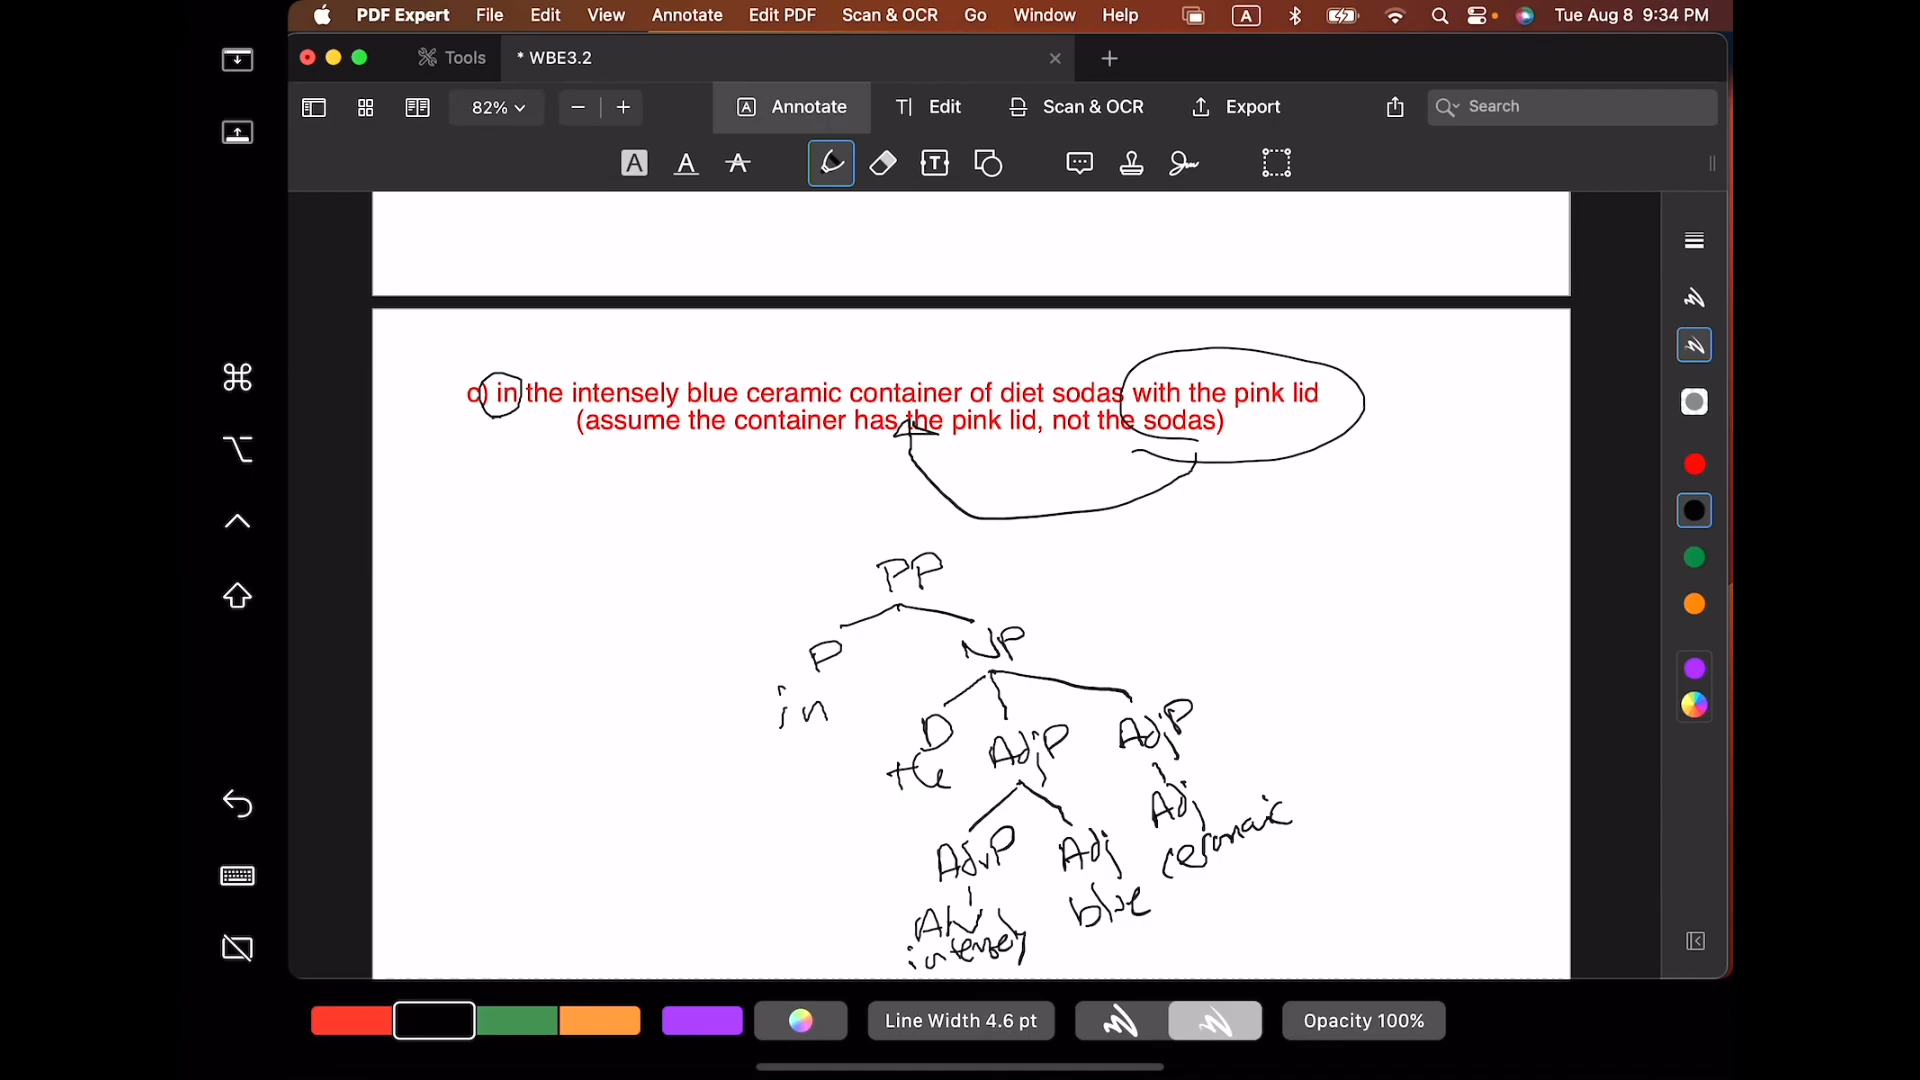 PDF Expert File Edit View Annotate Edit PDF Scan & OCR Go Window Help A Tue Aug 8 9:34 PM
Tools * WBE3.2
82% Annotate Edit Scan & OCR Export Search
A A A T
c) in the intensely blue ceramic container of diet sodas with the pink lid
(assume the container has the pink lid, not the sodas)
PP
P NP
in
D AdjP AdjP
the
Adj
ceramic
AdvP Adj
blue
Adv
intensely
Line Width 4.6 pt Opacity 100%